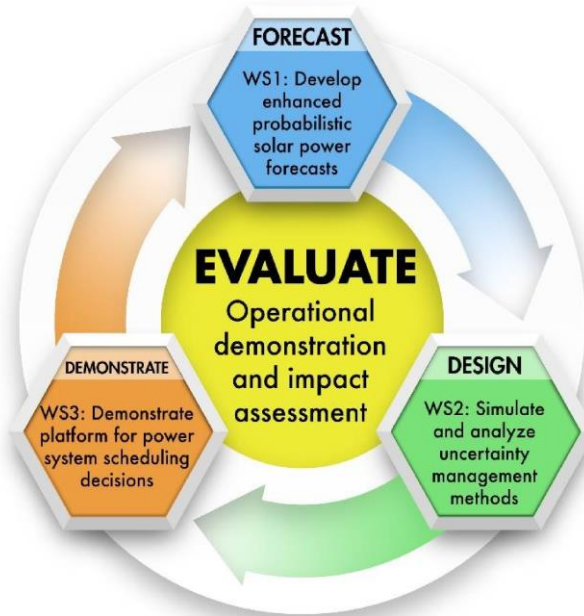 FORECAST
WS1: Develop
enhanced
probabilistic
solar power
forecasts
EVALUATE
Operational
demonstration
and impact
assessment
DEMONSTRATE
WS3: Demonstrate
platform for power
system scheduling
decisions
DESIGN
WS2: Simulate
and analyze
uncertainty
management
methods